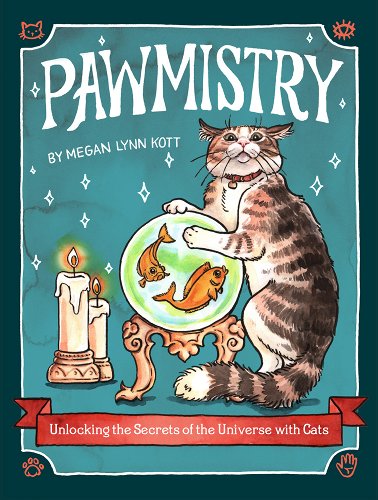 PAWMISTRY
BY MEGAN LYNN KOTT
Unlocking the Secrets of the Universe with Cats